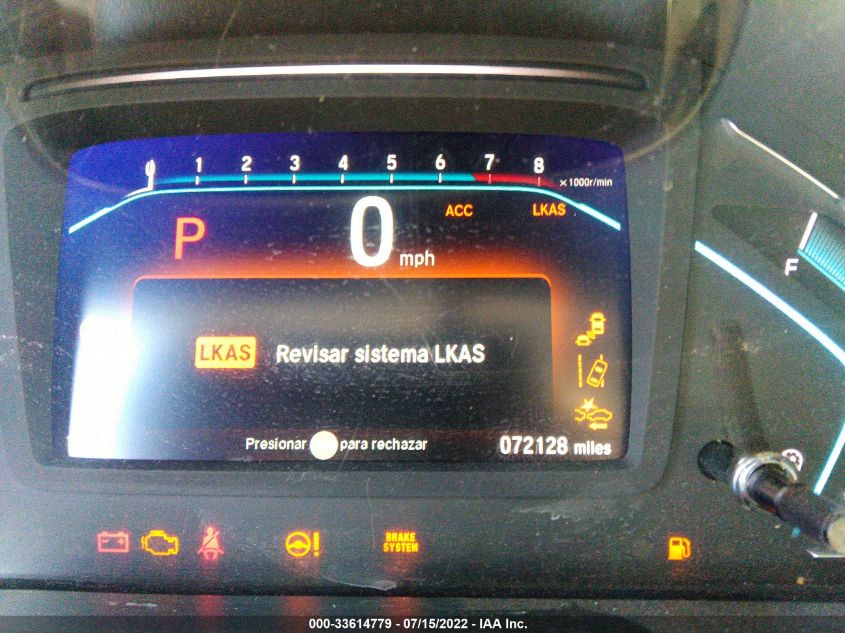 0 1 2 3 4 5 6 7 8
x1000r/min
P 0 mph ACC LKAS
F
LKAS Revisar sistema LKAS
Presionar para rechazar 072128 miles
BRAKE
SYSTEM
000-33614779 - 07/15/2022 - IAA Inc.